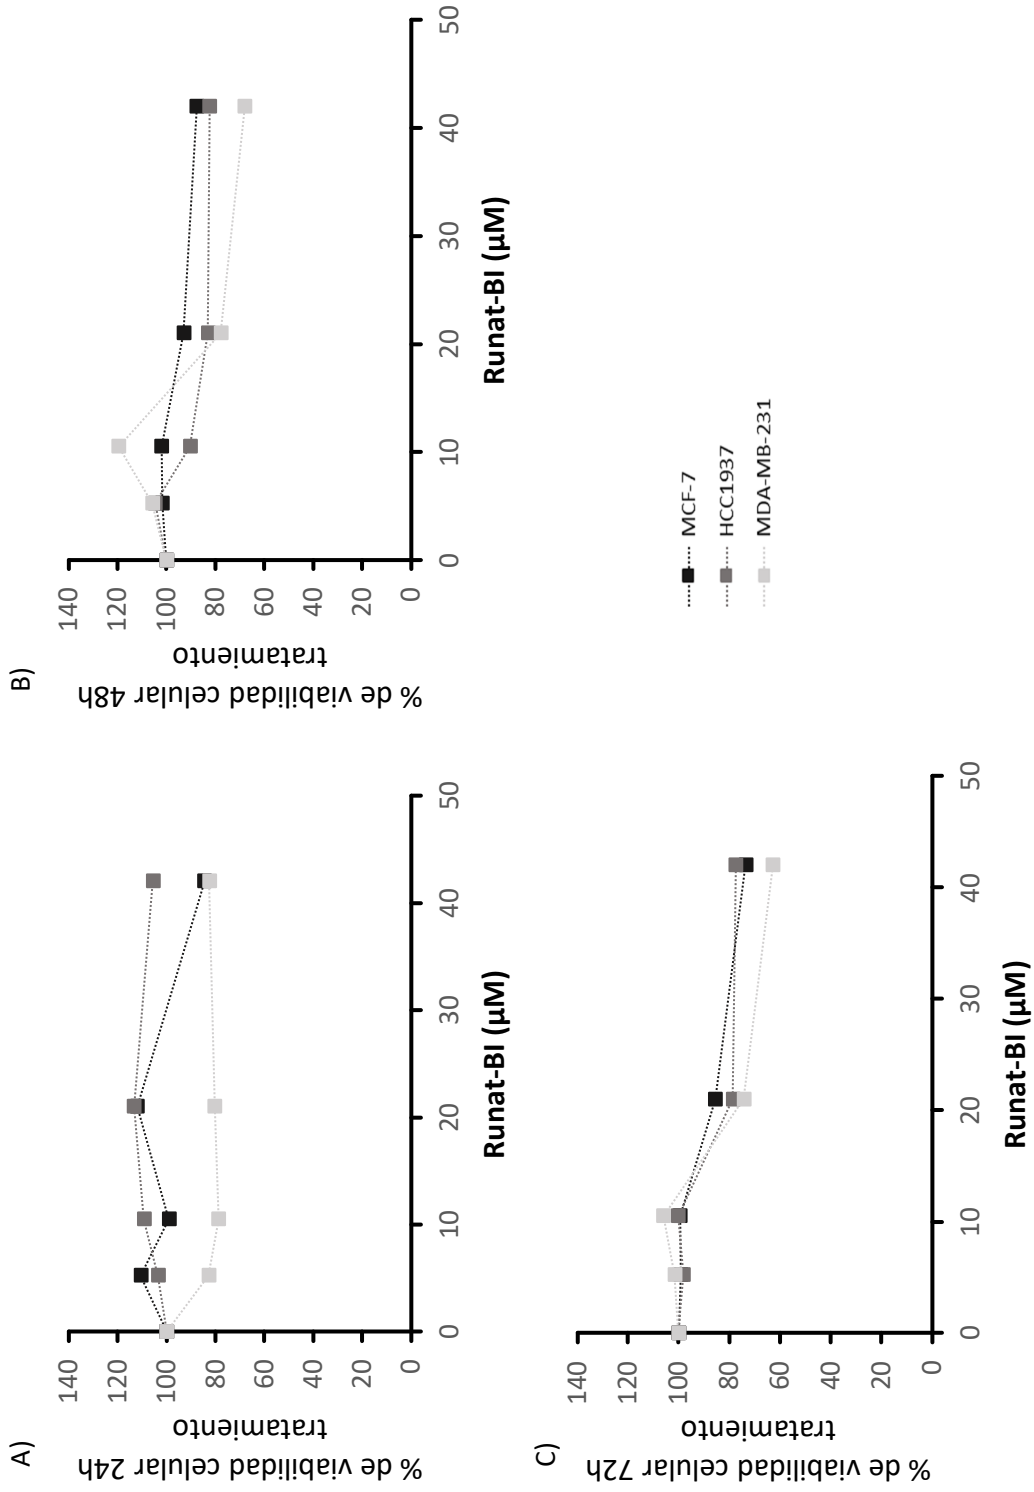 A)
% de viabilidad celular 24h
tratamiento
140
120
100
80
60
40
20
0
0 10 20 30 40 50
Runat-BI (µM)
B)
% de viabilidad celular 48h
tratamiento
140
120
100
80
60
40
20
0
0 10 20 30 40 50
Runat-BI (µM)
C)
% de viabilidad celular 72h
tratamiento
140
120
100
80
60
40
20
0
0 10 20 30 40 50
Runat-BI (µM)
MCF-7
HCC1937
MDA-MB-231